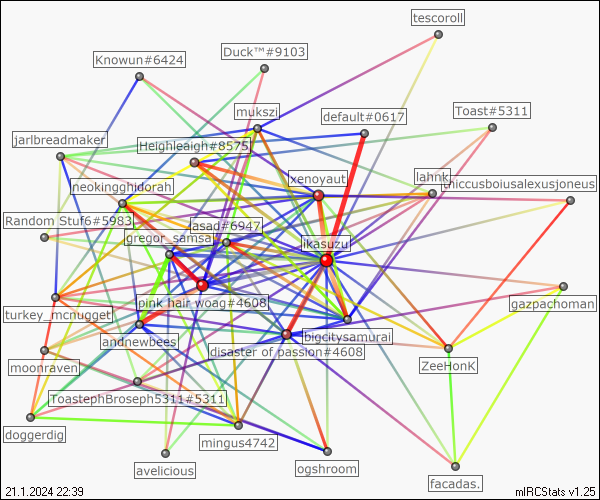 tescoroll
Duck™#9103
Knowun#6424
mukszi
default#0617
Toast#5311
jarlbreadmaker
Heighleaigh#8575
xenoyaut
lahnk
chiccusboiusalexusjoneus
neokingghidorah
Random Stuf6#5983
asad#6947
gregor_samsa
ikasuzu
pink hair woag#4608
gazpachoman
turkey_mcnugget
andnewbees
bigcitysamurai
disaster of passion#4608
moonraven
ZeeHonK
ToastephBroseph5311#5311
doggerdig
mingus4742
avelicious
ogshroom
facadas.
21.1.2024 22:39
mIRCStats v1.25